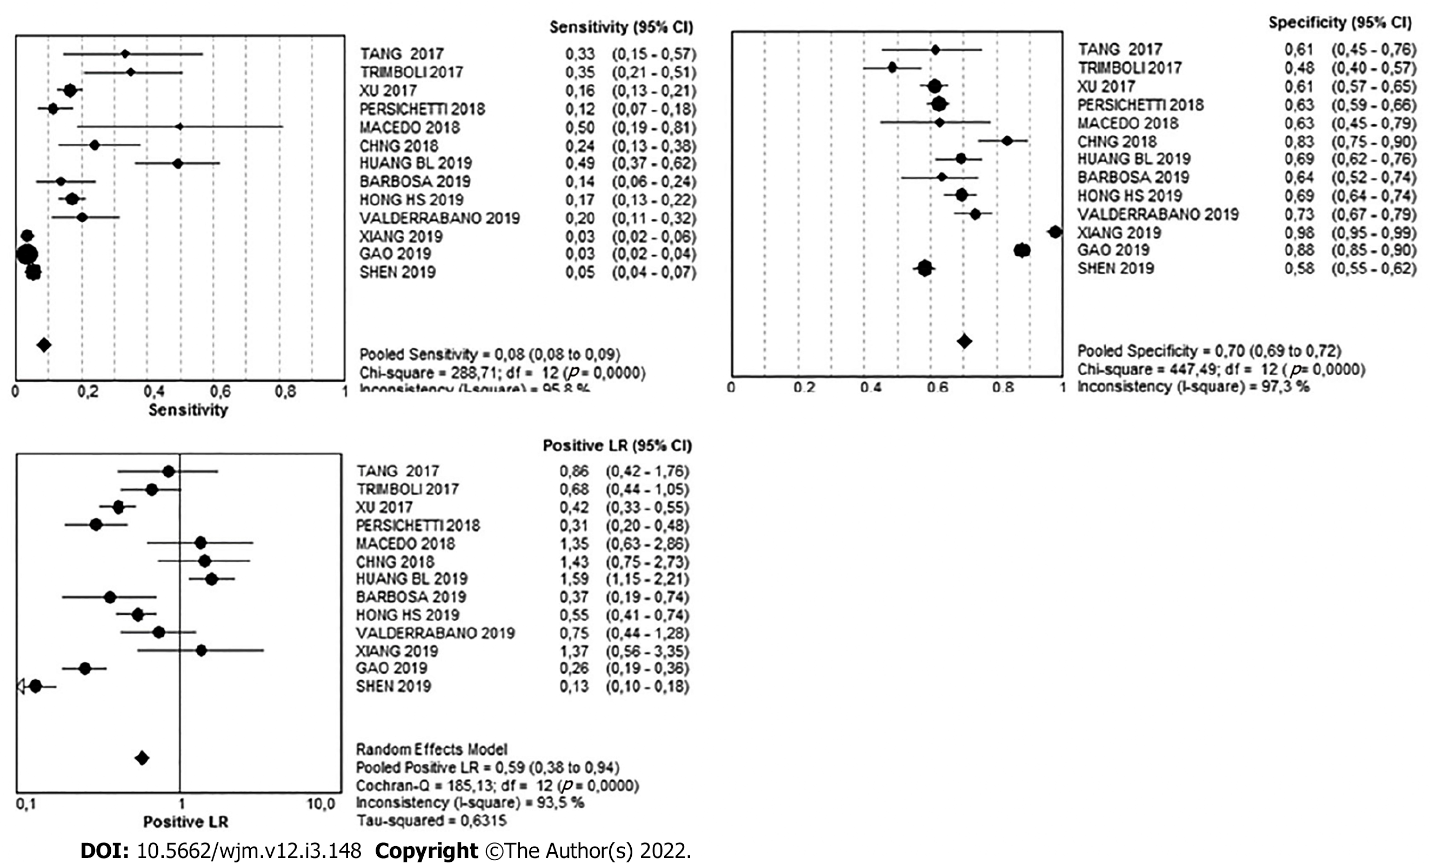 Sensitivity (95% CI)
TANG 2017 0,33 (0,15 - 0,57)
TRIMBOLI 2017 0,35 (0,21 - 0,51)
XU 2017 0,16 (0,13 - 0,21)
PERSICHETTI 2018 0,12 (0,07 - 0,18)
MACEDO 2018 0,50 (0,19 - 0,81)
CHNG 2018 0,24 (0,13 - 0,38)
HUANG BL 2019 0,49 (0,37 - 0,62)
BARBOSA 2019 0,14 (0,06 - 0,24)
HONG HS 2019 0,17 (0,13 - 0,22)
VALDERRABANO 2019 0,20 (0,11 - 0,32)
XIANG 2019 0,03 (0,02 - 0,06)
GAO 2019 0,03 (0,02 - 0,04)
SHEN 2019 0,05 (0,04 - 0,07)
Pooled Sensitivity = 0,08 (0,08 to 0,09)
Chi-square = 288,71; df = 12 (p = 0,0000)
Inconsistency (I-square) = 95,8 %
0 0,2 0,4 0,6 0,8 1
Sensitivity
Specificity (95% CI)
TANG 2017 0,61 (0,45 - 0,76)
TRIMBOLI 2017 0,48 (0,40 - 0,57)
XU 2017 0,61 (0,57 - 0,65)
PERSICHETTI 2018 0,63 (0,59 - 0,66)
MACEDO 2018 0,63 (0,45 - 0,79)
CHNG 2018 0,83 (0,75 - 0,90)
HUANG BL 2019 0,69 (0,62 - 0,76)
BARBOSA 2019 0,64 (0,52 - 0,74)
HONG HS 2019 0,69 (0,64 - 0,74)
VALDERRABANO 2019 0,73 (0,67 - 0,79)
XIANG 2019 0,98 (0,95 - 0,99)
GAO 2019 0,88 (0,85 - 0,90)
SHEN 2019 0,58 (0,55 - 0,62)
Pooled Specificity = 0,70 (0,69 to 0,72)
Chi-square = 447,49; df = 12 (p = 0,0000)
Inconsistency (I-square) = 97,3 %
0 0.2 0.4 0.6 0.8 1
Positive LR (95% CI)
TANG 2017 0,86 (0,42 - 1,76)
TRIMBOLI 2017 0,68 (0,44 - 1,05)
XU 2017 0,42 (0,33 - 0,55)
PERSICHETTI 2018 0,31 (0,20 - 0,48)
MACEDO 2018 1,35 (0,63 - 2,86)
CHNG 2018 1,43 (0,75 - 2,73)
HUANG BL 2019 1,59 (1,15 - 2,21)
BARBOSA 2019 0,37 (0,19 - 0,74)
HONG HS 2019 0,55 (0,41 - 0,74)
VALDERRABANO 2019 0,75 (0,44 - 1,28)
XIANG 2019 1,37 (0,56 - 3,35)
GAO 2019 0,26 (0,19 - 0,36)
SHEN 2019 0,13 (0,10 - 0,18)
Random Effects Model
Pooled Positive LR = 0,59 (0,38 to 0,94)
Cochran-Q = 185,13; df = 12 (p = 0,0000)
Inconsistency (I-square) = 93,5 %
Tau-squared = 0,6315
0,1 1 10,0
Positive LR
DOI: 10.5662/wjm.v12.i3.148 Copyright ©The Author(s) 2022.